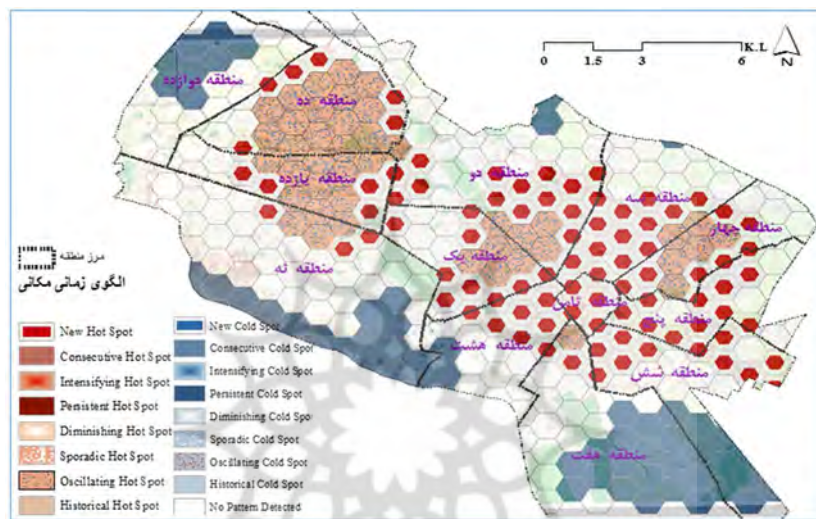 K.L
0 1.5 3 6
N
منطقه دوازده
منطقه ده
منطقه یازده
منطقه دو
منطقه سه
منطقه چهار
منطقه یک
منطقه نه
منطقه ثامن
منطقه پنج
منطقه هشت
منطقه شش
منطقه هفت
مرز منطقه
الگوی زمانی مکانی
New Hot Spot
Consecutive Hot Spot
Intensifying Hot Spot
Persistent Hot Spot
Diminishing Hot Spot
Sporadic Hot Spot
Oscillating Hot Spot
Historical Hot Spot
New Cold Spot
Consecutive Cold Spot
Intensifying Cold Spot
Persistent Cold Spot
Diminishing Cold Spo
Sporadic Cold Spot
Oscillating Cold Spot
Historical Cold Spot
No Pattern Detected